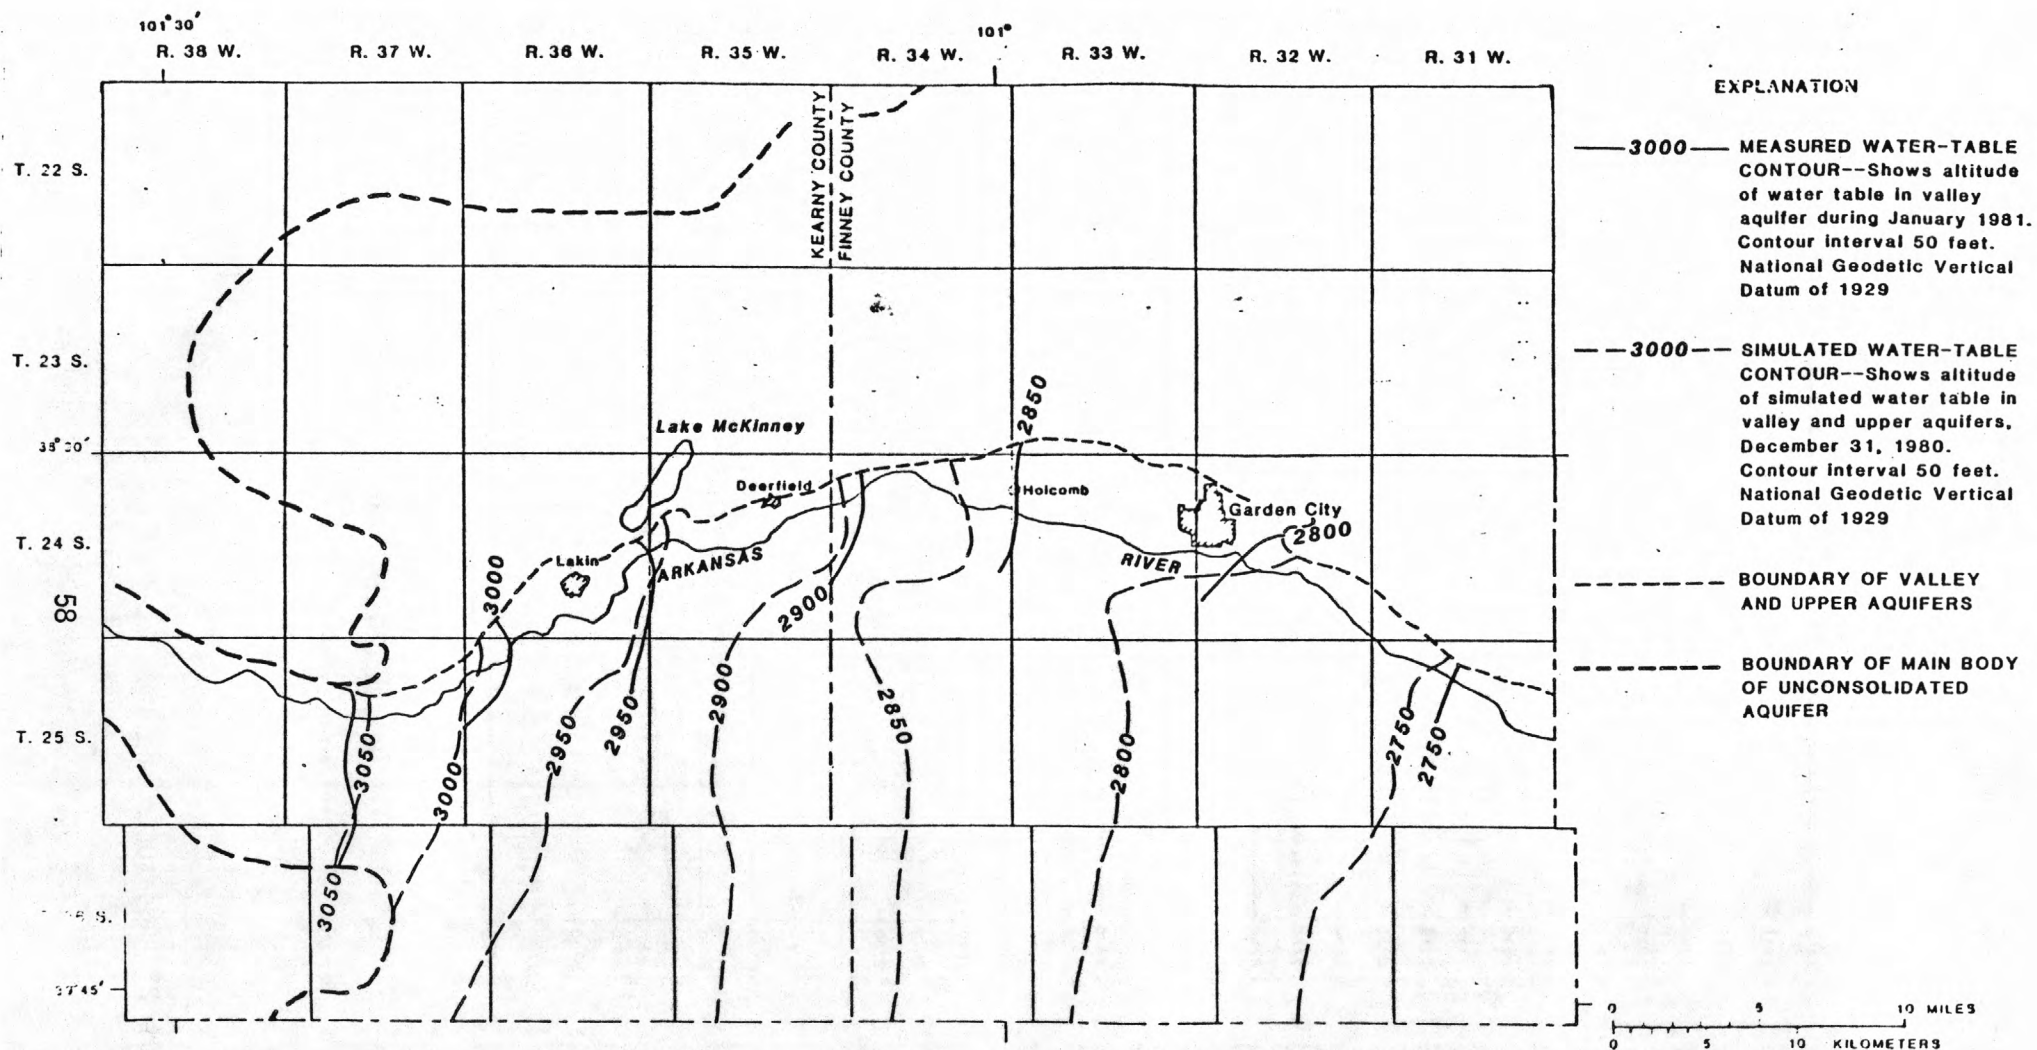 101°30′
101°
R. 38 W.
R. 37 W.
R. 36 W.
R. 35 W.
R. 34 W.
R. 33 W.
R. 32 W.
R. 31 W.
T. 22 S.
T. 23 S.
T. 24 S.
58
T. 25 S.
S.
KEARNY COUNTY
FINNEY COUNTY
Lake McKinney
Deerfield
Holcomb
Garden City
Lakin
ARKANSAS
RIVER
2850
2800
3000
2900
2900
2850
2950
2950
3050
3000
3050
2800
2750
2750
EXPLANATION
3000
MEASURED WATER-TABLE
CONTOUR--Shows altitude
of water table in valley
aquifer during January 1981.
Contour interval 50 feet.
National Geodetic Vertical
Datum of 1929
3000
SIMULATED WATER-TABLE
CONTOUR--Shows altitude
of simulated water table in
valley and upper aquifers,
December 31, 1980.
Contour interval 50 feet.
National Geodetic Vertical
Datum of 1929
BOUNDARY OF VALLEY
AND UPPER AQUIFERS
BOUNDARY OF MAIN BODY
OF UNCONSOLIDATED
AQUIFER
0 5 10 MILES
0 5 10 KILOMETERS